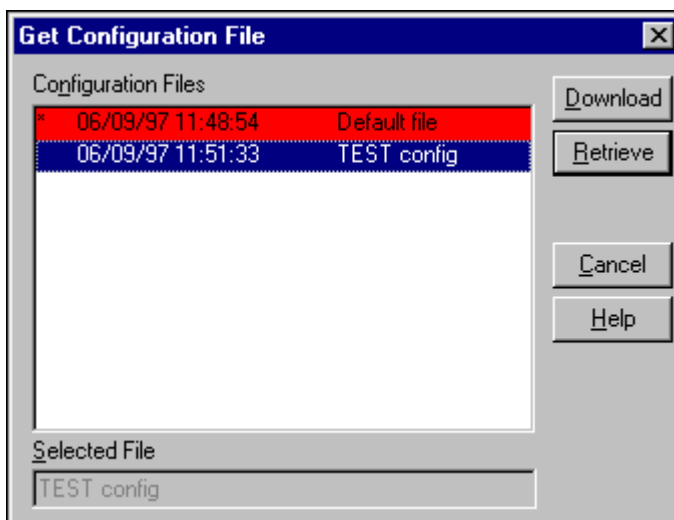 Get Configuration File
Configuration Files
* 06/09/97 11:48:54 Default file
06/09/97 11:51:33 TEST config
Download
Retrieve
Cancel
Help
Selected File
TEST config